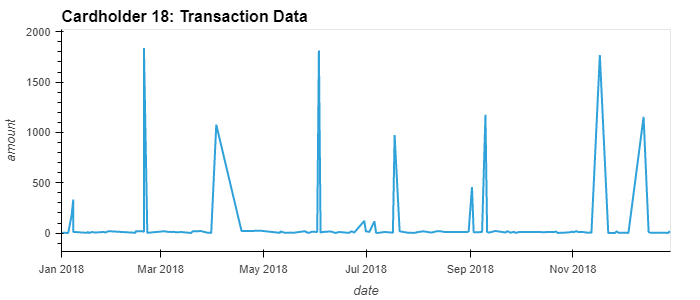 Cardholder 18: Transaction Data
2000
1500
1000
500
0
amount
Jan 2018 Mar 2018 May 2018 Jul 2018 Sep 2018 Nov 2018
date